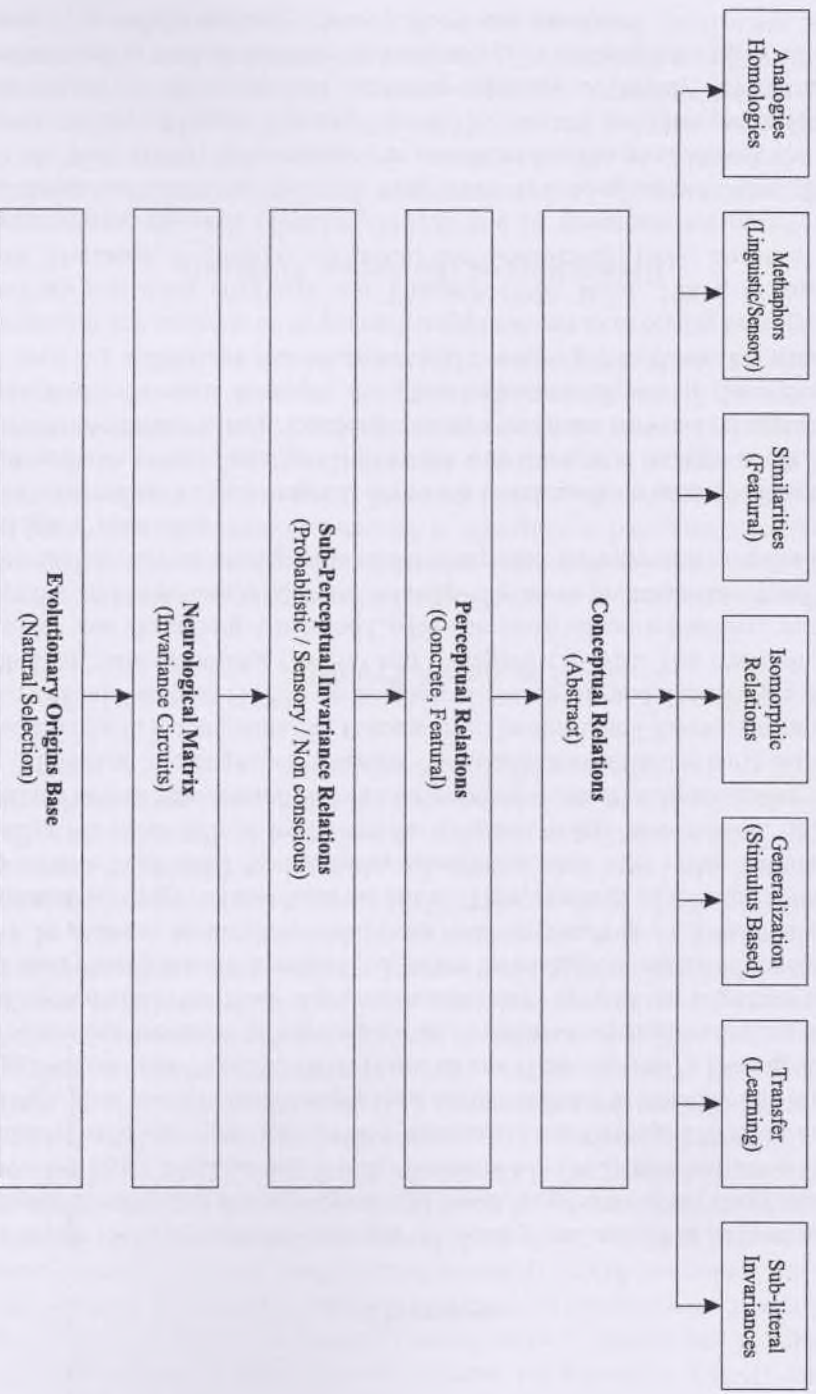 Analogies
Homologies
Metaphors
(Linguistic/Sensory)
Similarities
(Featural)
Isomorphic
Relations
Generalization
(Stimulus Based)
Transfer
(Learning)
Sub-literal
Invariances
Conceptual Relations
(Abstract)
Perceptual Relations
(Concrete, Featural)
Sub-Perceptual Invariance Relations
(Probablistic / Sensory / Non conscious)
Neurological Matrix
(Invariance Circuits)
Evolutionary Origins Base
(Natural Selection)